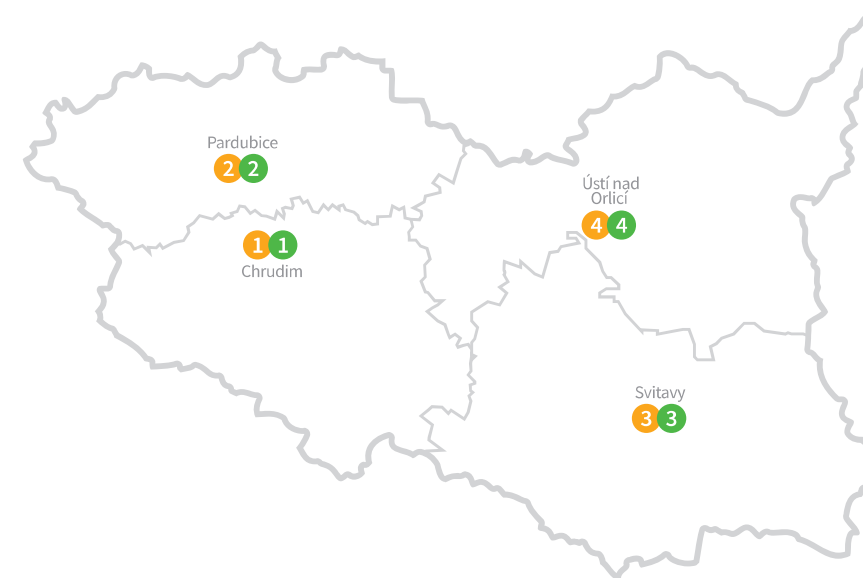 Pardubice
2 2
Ústí nad
Orlicí
4 4
1 1
Chrudim
Svitavy
3 3